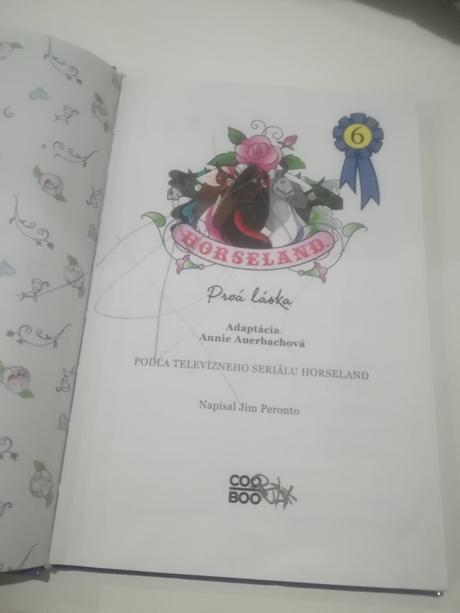 6
HORSELAND
Prvá láska
Adaptácia
Annie Auerbachová
PODĽA TELEVÍZNEHO SERIÁLU HORSELAND
Napísal Jim Peronto
COO
BOO